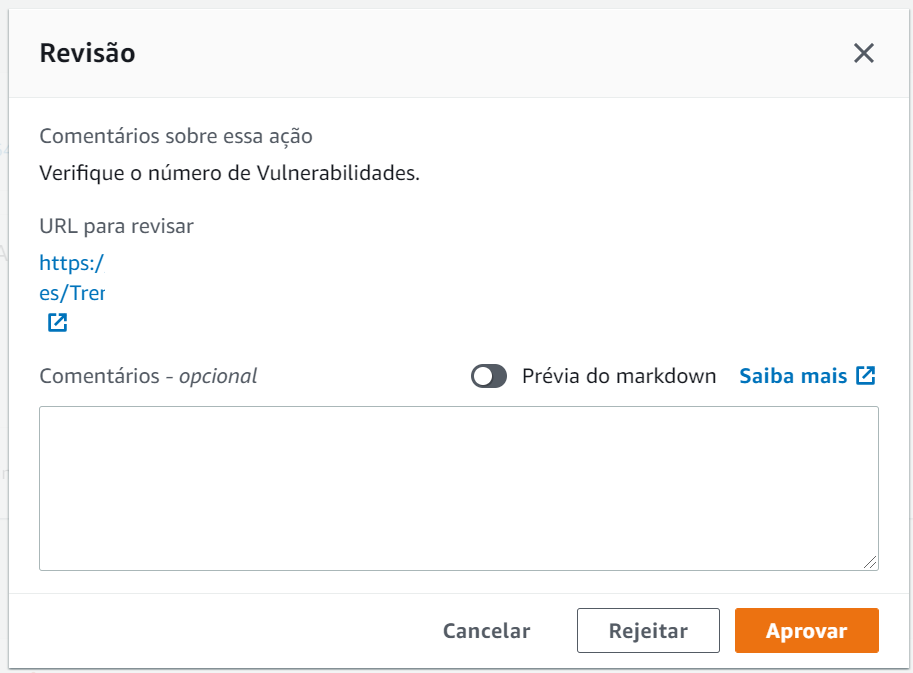 Revisão
Comentários sobre essa ação
Verifique o número de Vulnerabilidades.
URL para revisar
https:/
es/Trer
Comentários - opcional
Prévia do markdown
Saiba mais
Cancelar
Rejeitar
Aprovar